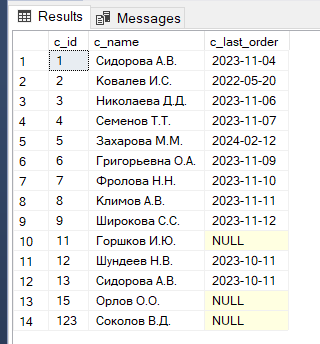 Results Messages
c_id c_name c_last_order
1 1 Сидорова А.В. 2023-11-04
2 2 Ковалев И.С. 2022-05-20
3 3 Николаева Д.Д. 2023-11-06
4 4 Семенов Т.Т. 2023-11-07
5 5 Захарова М.М. 2024-02-12
6 6 Григорьевна О.А. 2023-11-09
7 7 Фролова Н.Н. 2023-11-10
8 8 Климов А.В. 2023-11-11
9 9 Широкова С.С. 2023-11-12
10 11 Горшков И.Ю. NULL
11 12 Шундеев Н.В. 2023-10-11
12 13 Сидорова А.В. 2023-10-11
13 15 Орлов О.О. NULL
14 123 Соколов В.Д. NULL